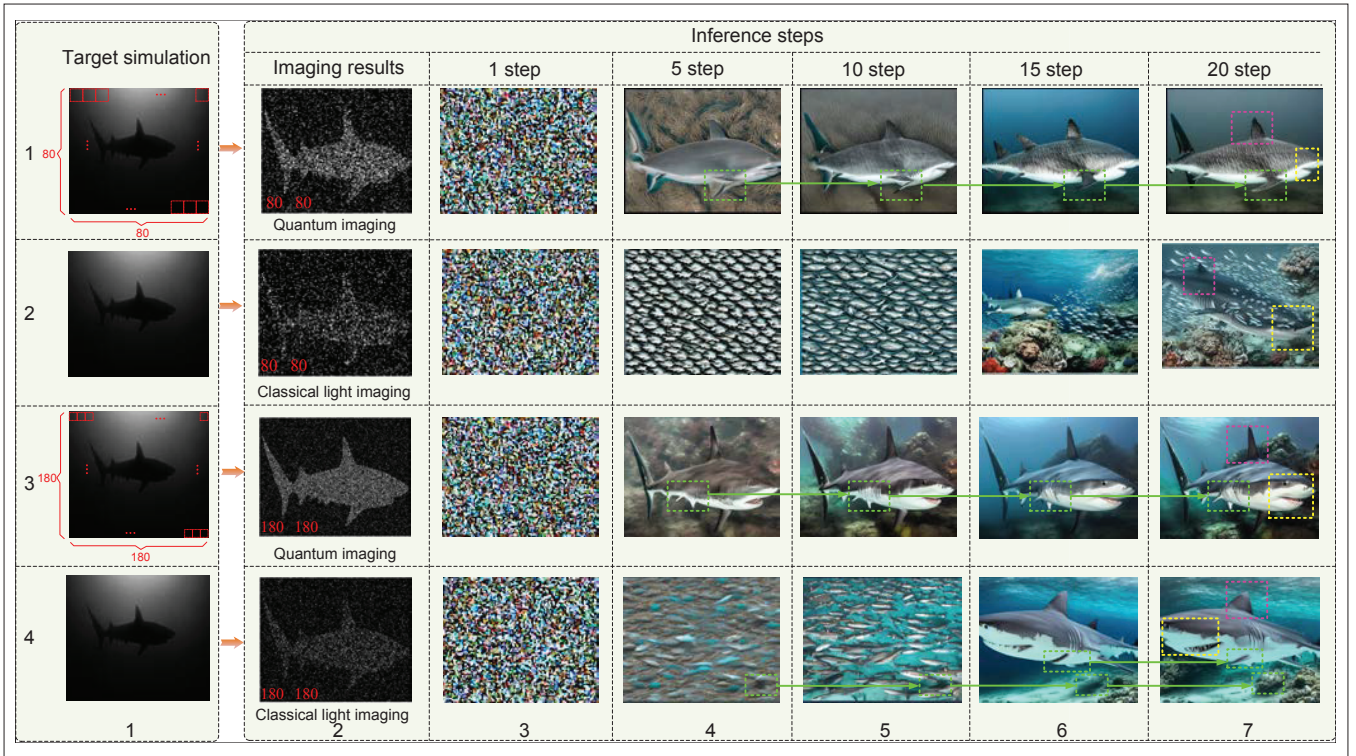 Inference steps
Target simulation
Imaging results 1 step 5 step 10 step 15 step 20 step
1
80
...
...
80
80 80
Quantum imaging
2
80 80
Classical light imaging
3
180
...
...
180
180 180
Quantum imaging
4
180 180
Classical light imaging
1 2 3 4 5 6 7